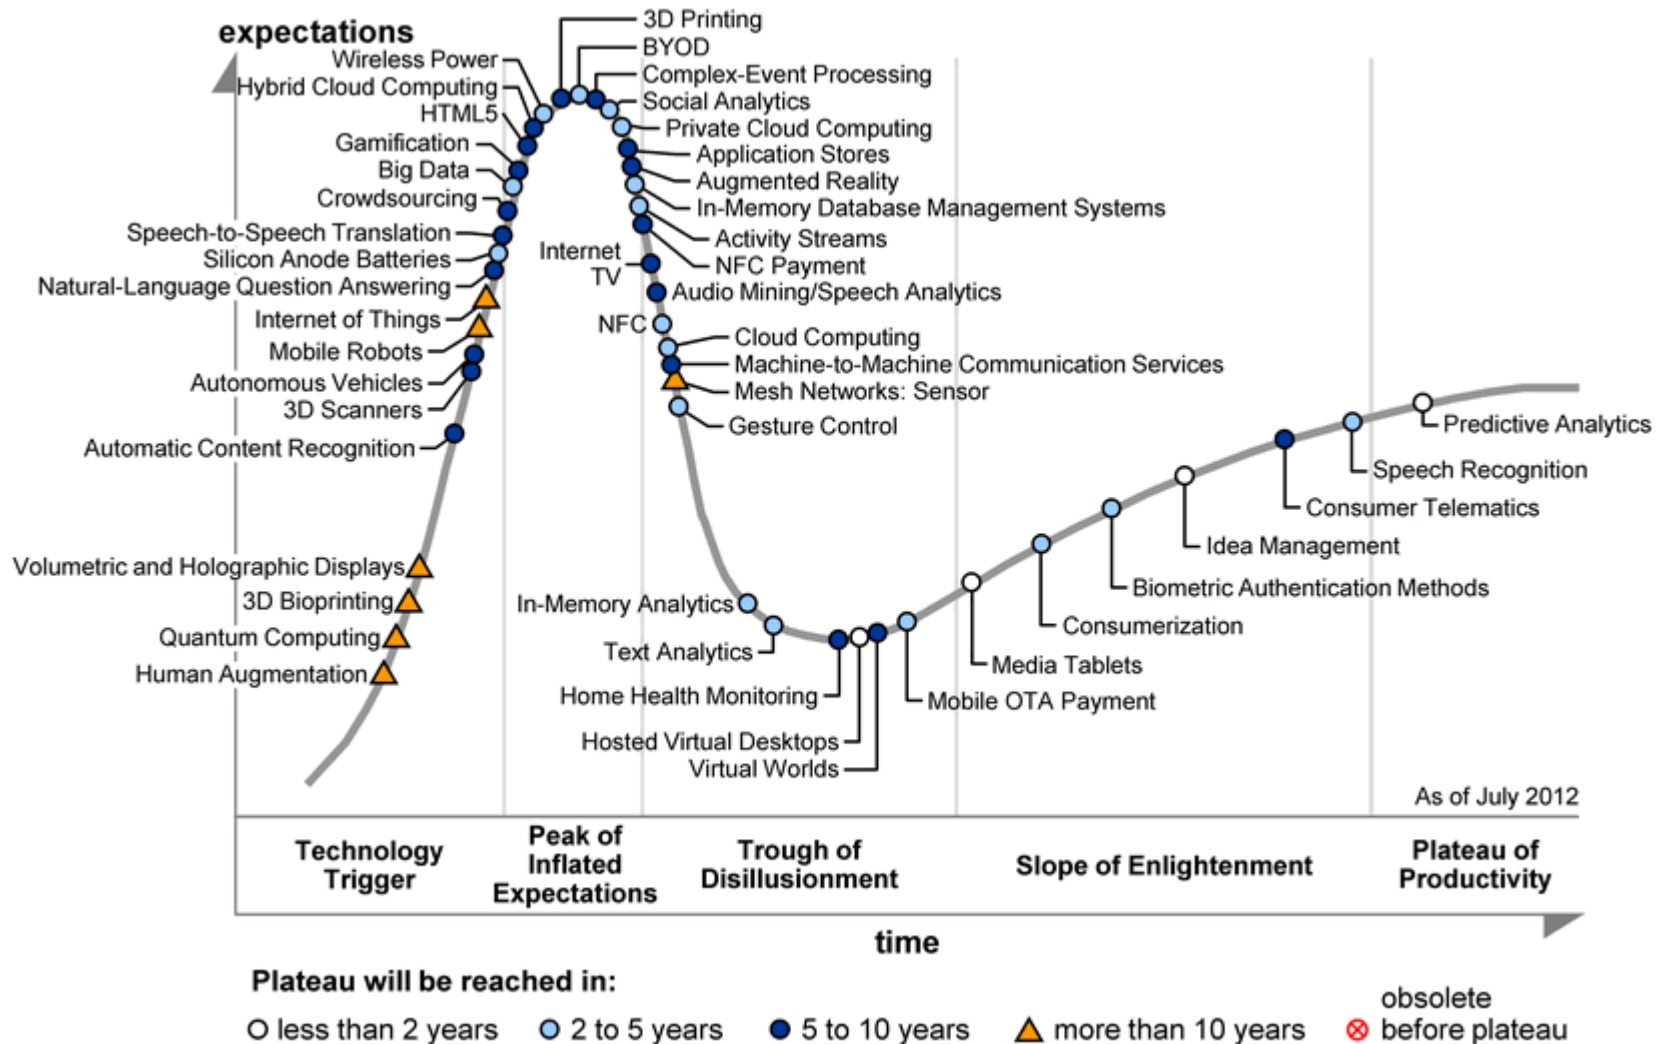 expectations
3D Printing
BYOD
Wireless Power
Complex-Event Processing
Hybrid Cloud Computing
Social Analytics
HTML5
Private Cloud Computing
Gamification
Application Stores
Big Data
Augmented Reality
Crowdsourcing
In-Memory Database Management Systems
Speech-to-Speech Translation
Activity Streams
Silicon Anode Batteries
Internet
TV
NFC Payment
Natural-Language Question Answering
Audio Mining/Speech Analytics
Internet of Things
NFC
Cloud Computing
Mobile Robots
Machine-to-Machine Communication Services
Autonomous Vehicles
Mesh Networks: Sensor
3D Scanners
Gesture Control
Automatic Content Recognition
Predictive Analytics
Speech Recognition
Consumer Telematics
Idea Management
Volumetric and Holographic Displays
Biometric Authentication Methods
3D Bioprinting
In-Memory Analytics
Consumerization
Quantum Computing
Text Analytics
Media Tablets
Human Augmentation
Home Health Monitoring
Mobile OTA Payment
Hosted Virtual Desktops
Virtual Worlds
As of July 2012
Technology
Trigger
Peak of
Inflated
Expectations
Trough of
Disillusionment
Slope of Enlightenment
Plateau of
Productivity
time
Plateau will be reached in:
less than 2 years
2 to 5 years
5 to 10 years
more than 10 years
obsolete
before plateau